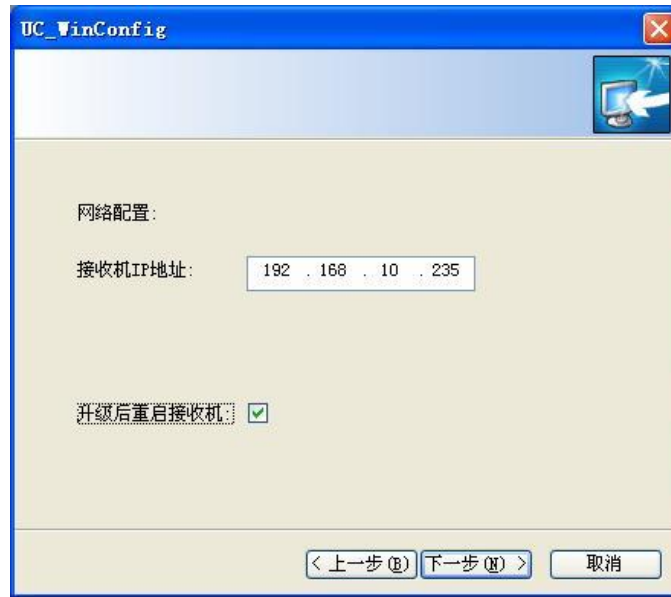 UC_WinConfig
网络配置:
接收机IP地址: 192 . 168 . 10 . 235
升级后重启接收机:
< 上一步(B) 下一步(N) > 取消